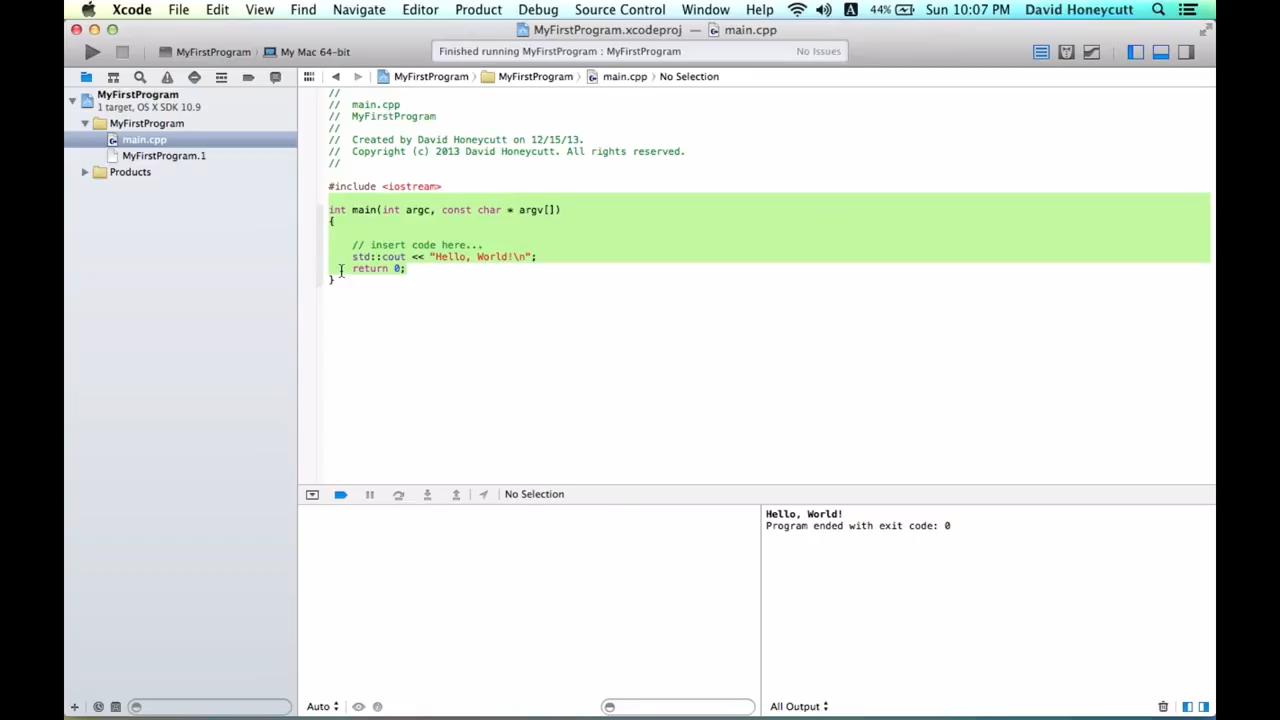 Xcode File Edit View Find Navigate Editor Product Debug Source Control Window Help A 44% Sun 10:07 PM David Honeycutt
MyFirstProgram.xcodeproj — main.cpp
MyFirstProgram My Mac 64-bit Finished running MyFirstProgram : MyFirstProgram No Issues
MyFirstProgram MyFirstProgram main.cpp No Selection
MyFirstProgram
1 target, OS X SDK 10.9
MyFirstProgram
main.cpp
MyFirstProgram.1
Products
//
// main.cpp
// MyFirstProgram
//
// Created by David Honeycutt on 12/15/13.
// Copyright (c) 2013 David Honeycutt. All rights reserved.
//
#include <iostream>
int main(int argc, const char * argv[])
{
// insert code here...
std::cout << "Hello, World!\n";
return 0;
}
No Selection
Hello, World!
Program ended with exit code: 0
Auto All Output